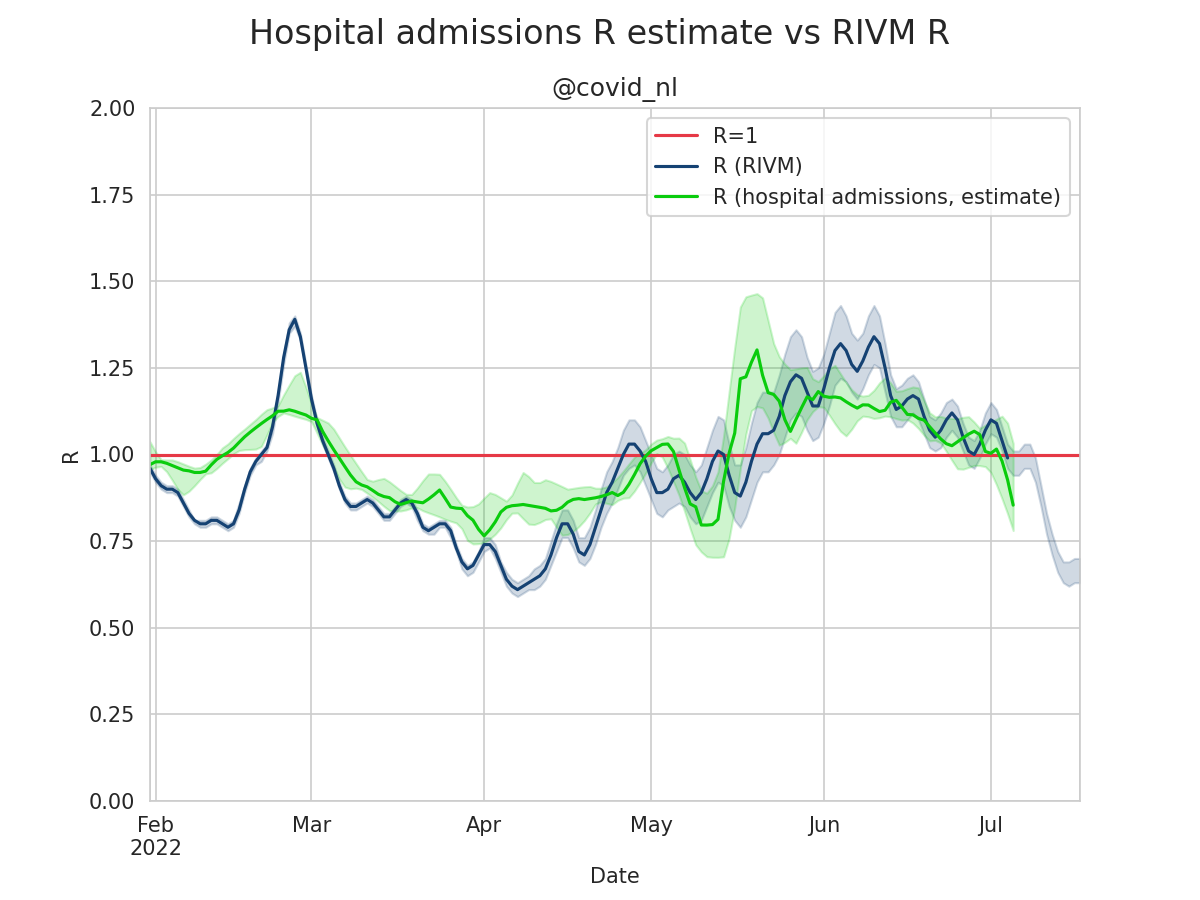 Hospital admissions R estimate vs RIVM R
@covid_nl
R=1
R (RIVM)
R (hospital admissions, estimate)
2.00
1.75
1.50
1.25
1.00
0.75
0.50
0.25
0.00
R
Feb Mar Apr May Jun Jul
2022
Date